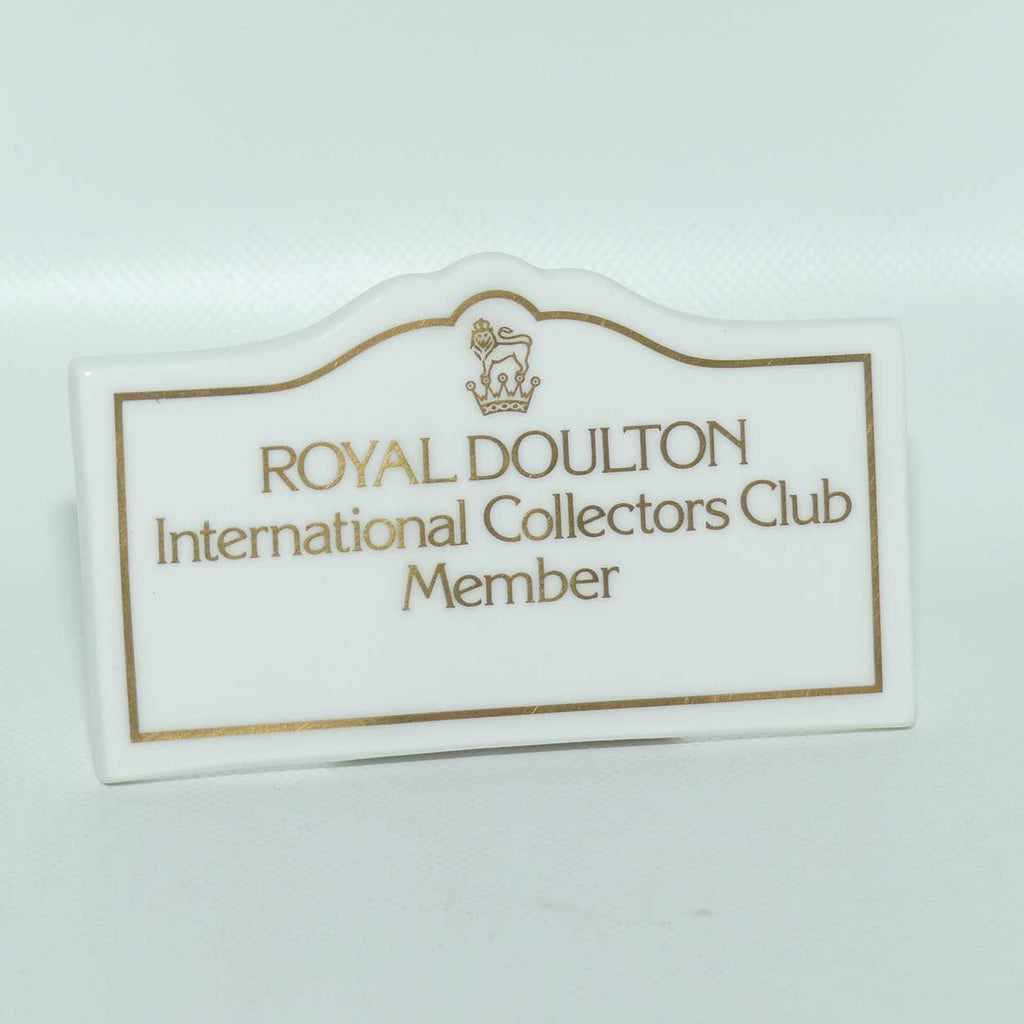 ROYAL DOULTON
International Collectors Club
Member